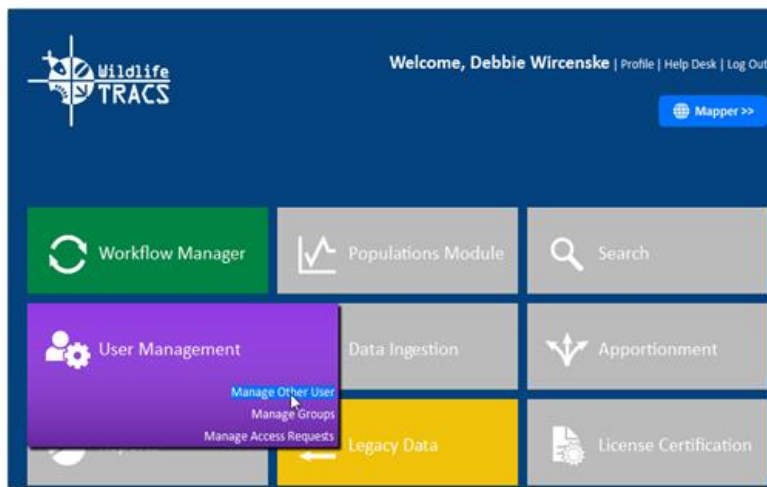 Wildlife
TRACS
Welcome, Debbie Wircenske | Profile | Help Desk | Log Out
Mapper >>
Workflow Manager
Populations Module
Search
User Management
Data Ingestion
Apportionment
Manage Other User
Manage Groups
Manage Access Requests
Legacy Data
License Certification